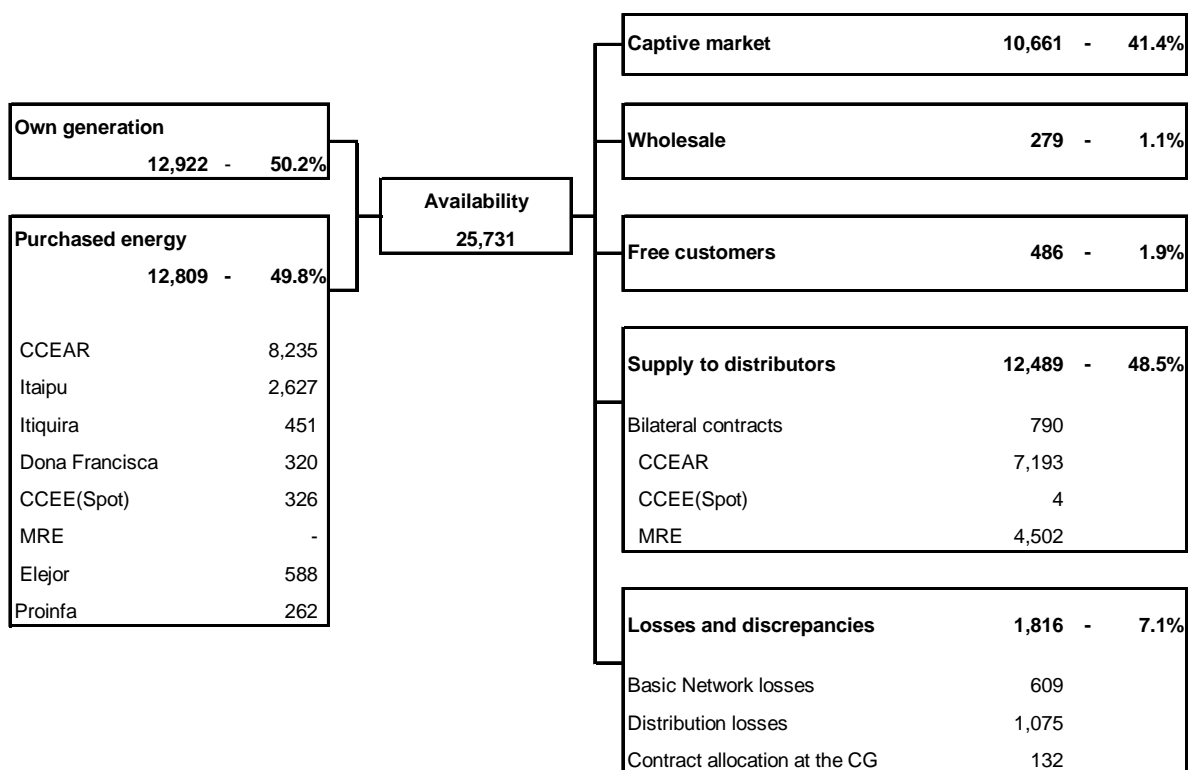 Own generation
12,922 - 50.2%
Purchased energy
12,809 - 49.8%
CCEAR 8,235
Itaipu 2,627
Itiquira 451
Dona Francisca 320
CCEE(Spot) 326
MRE -
Elejor 588
Proinfa 262
Availability
25,731
Captive market 10,661 - 41.4%
Wholesale 279 - 1.1%
Free customers 486 - 1.9%
Supply to distributors 12,489 - 48.5%
Bilateral contracts 790
CCEAR 7,193
CCEE(Spot) 4
MRE 4,502
Losses and discrepancies 1,816 - 7.1%
Basic Network losses 609
Distribution losses 1,075
Contract allocation at the CG 132